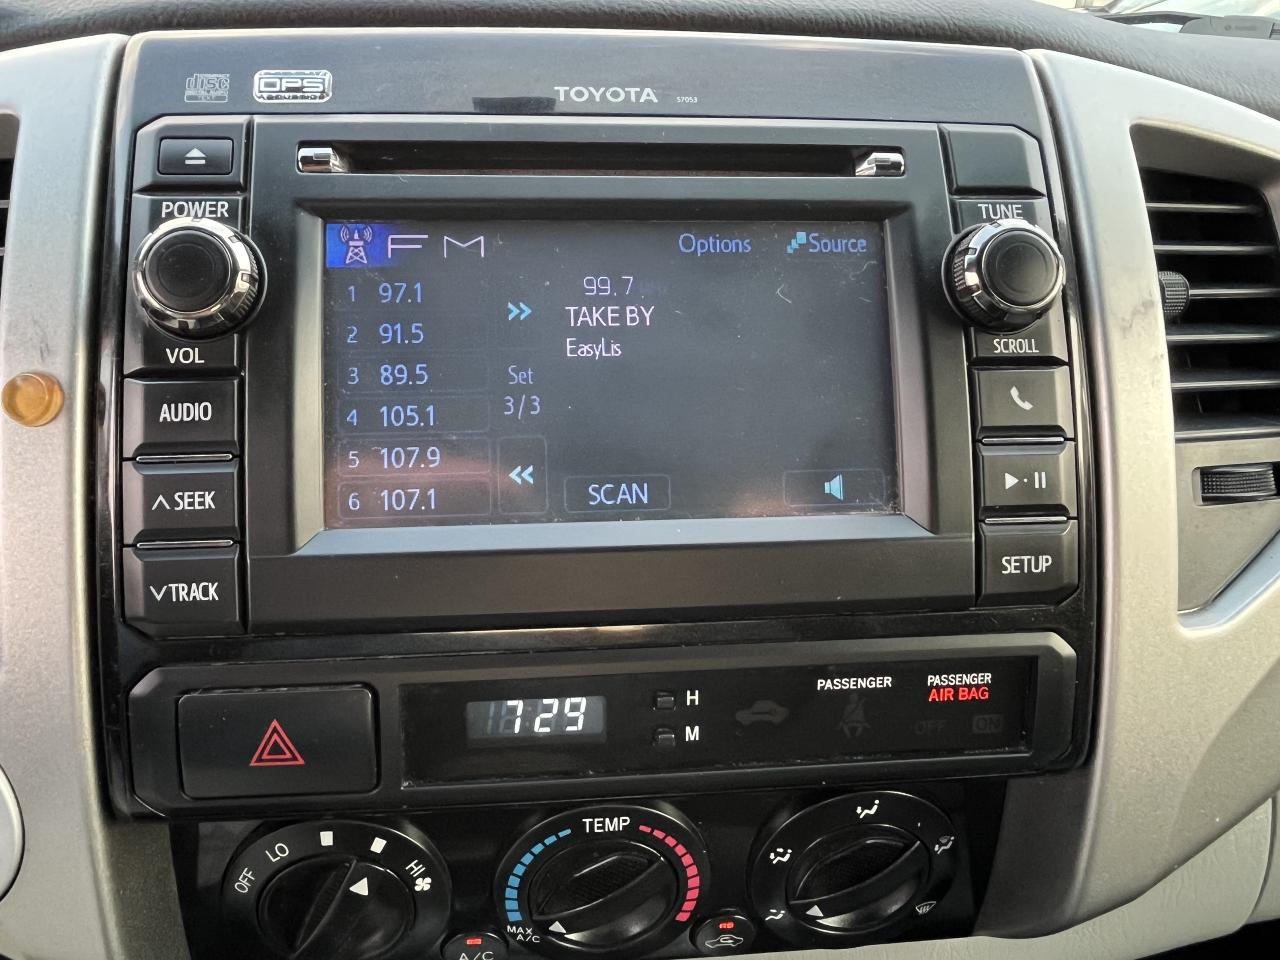 disc
DPS
TOYOTA
57053
POWER
VOL
AUDIO
∧ SEEK
∨ TRACK
TUNE
SCROLL
SETUP
FM
Options
Source
1 97.1
2 91.5
3 89.5
4 105.1
5 107.9
6 107.1
Set
3/3
99.7
TAKE BY
EasyLis
SCAN
7:29
H
M
PASSENGER
PASSENGER
AIR BAG
OFF ON
OFF
LO
HI
TEMP
MAX
A/C
A/C